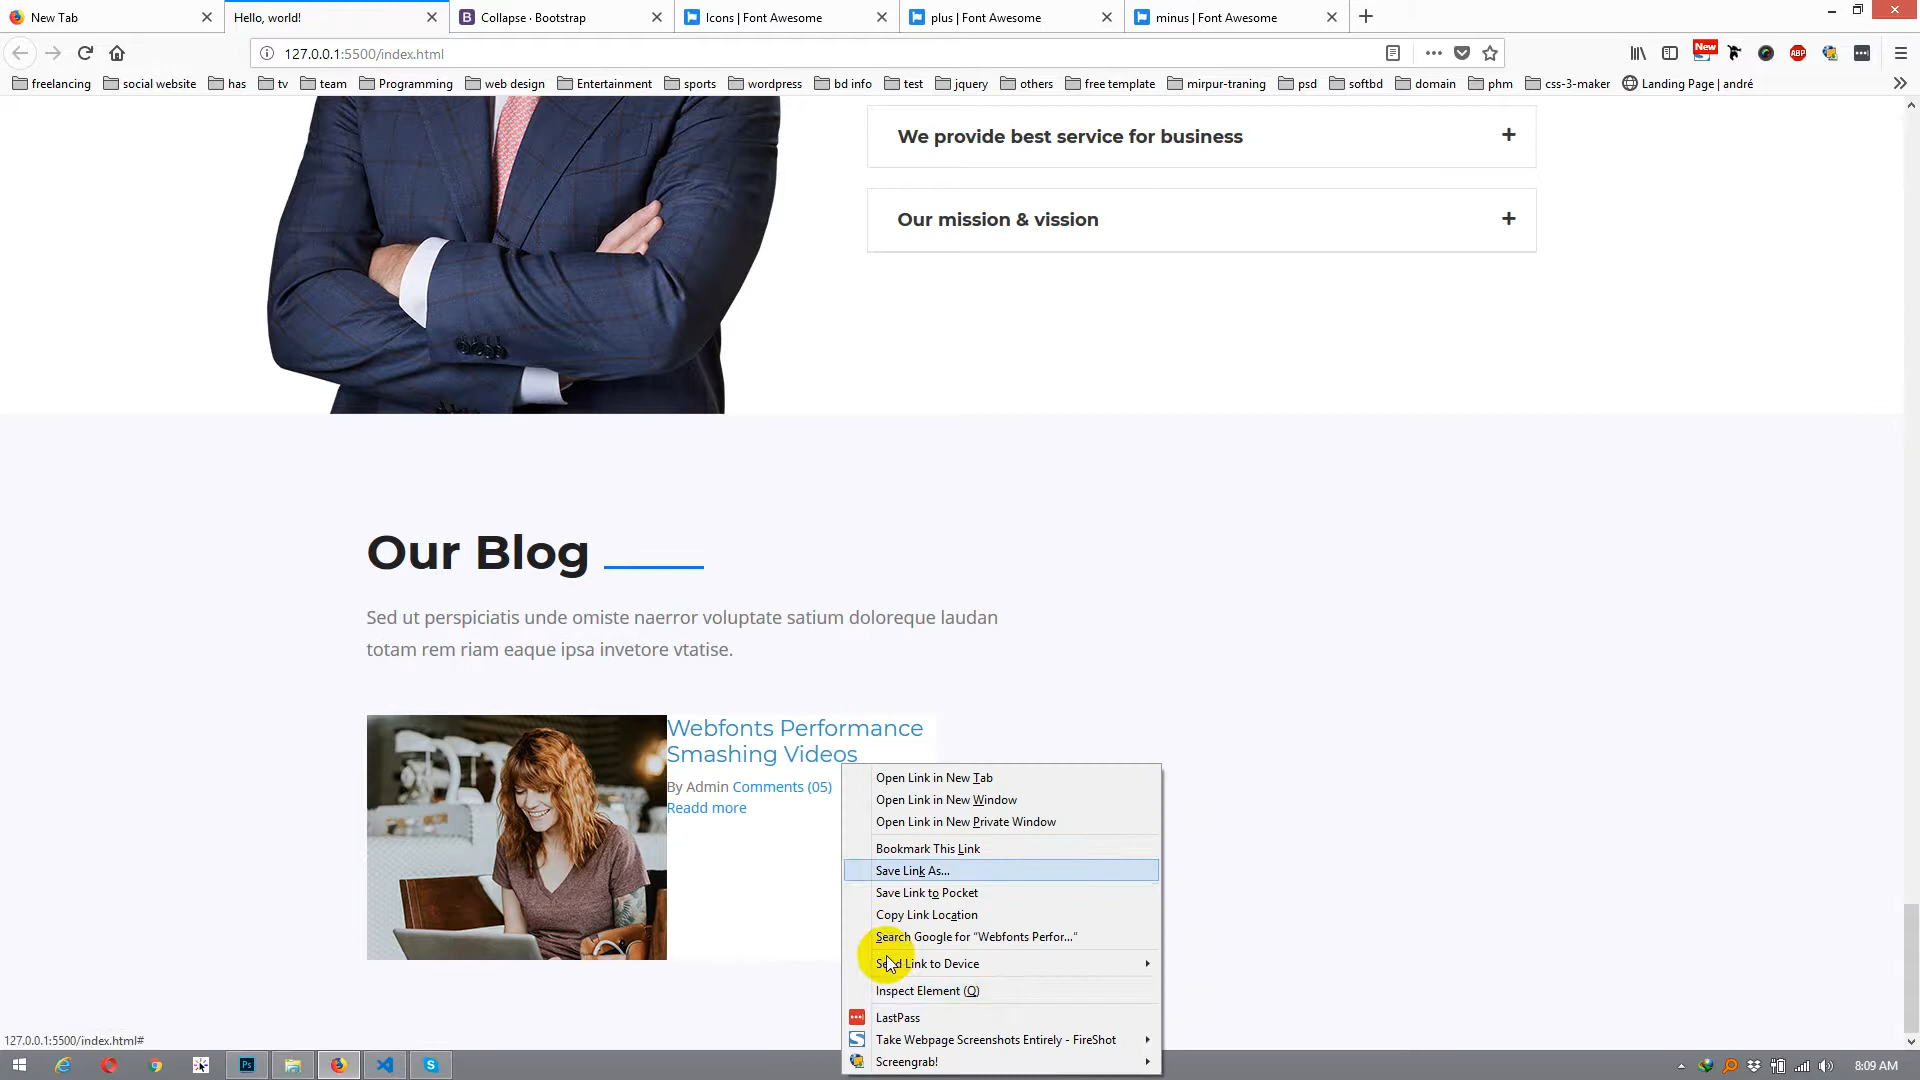 New Tab
Hello, world!
Collapse · Bootstrap
Icons | Font Awesome
plus | Font Awesome
minus | Font Awesome
127.0.0.1:5500/index.html
New
ABP
freelancing
social website
has
tv
team
Programming
web design
Entertainment
sports
wordpress
bd info
test
jquery
others
free template
mirpur-traning
psd
softbd
domain
phm
css-3-maker
Landing Page | andré
We provide best service for business
Our mission & vission
Our Blog
Sed ut perspiciatis unde omiste naerror voluptate satium doloreque laudan
totam rem riam eaque ipsa invetore vtatise.
Webfonts Performance
Smashing Videos
By Admin Comments (05)
Readd more
Open Link in New Tab
Open Link in New Window
Open Link in New Private Window
Bookmark This Link
Save Link As...
Save Link to Pocket
Copy Link Location
Search Google for “Webfonts Perfor...”
Send Link to Device
Inspect Element (Q)
LastPass
Take Webpage Screenshots Entirely - FireShot
Screengrab!
127.0.0.1:5500/index.html#
Ps
8:09 AM